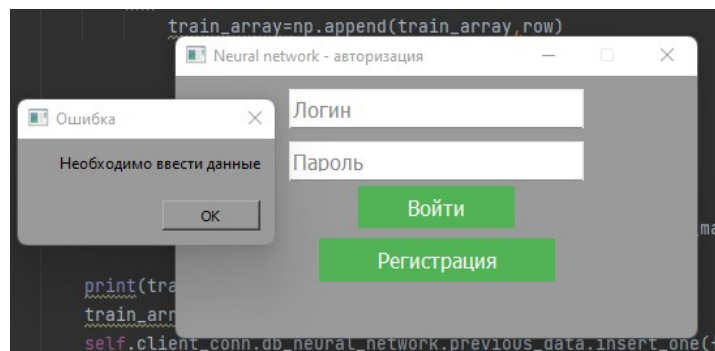 train_array=np.append(train_array,row)
Neural network - авторизация
Ошибка
Необходимо ввести данные
OK
Логин
Пароль
Войти
Регистрация
print(tra
train_arr
self.client_conn.db_neural_network.previous_data.insert_one(